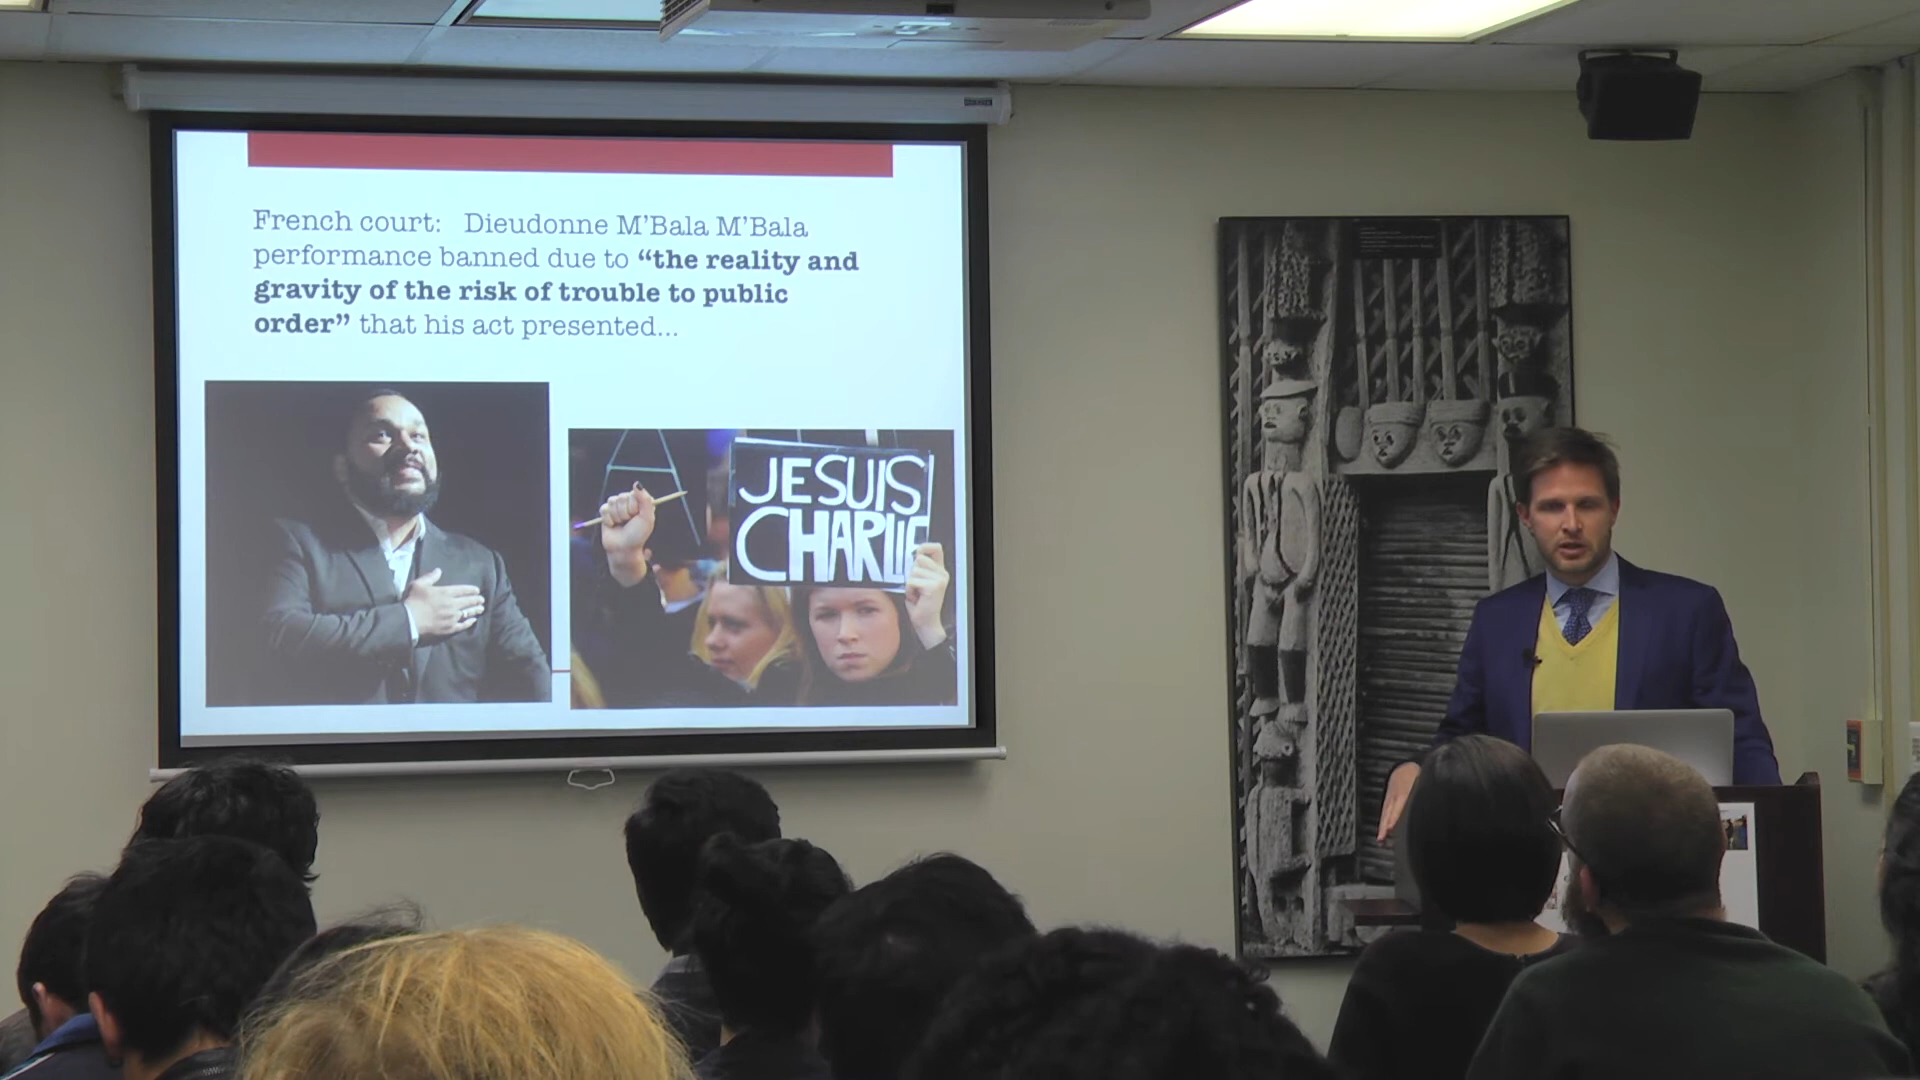 French court: Dieudonne M'Bala M'Bala
performance banned due to “the reality and
gravity of the risk of trouble to public
order” that his act presented...
JE SUIS
CHARLIE